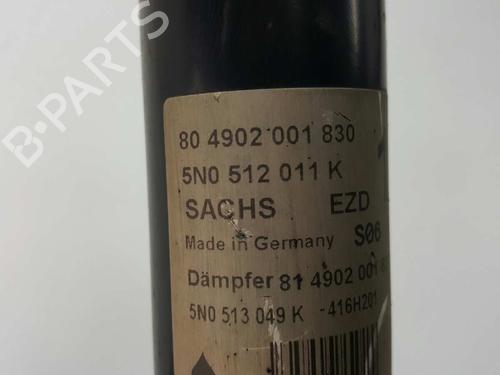 B-PARTS
80 4902 001 830
5N0 512 011 K
SACHS EZD
Made in Germany S06
Dämpfer 81 4902 001
5N0 513 049 K -416H201